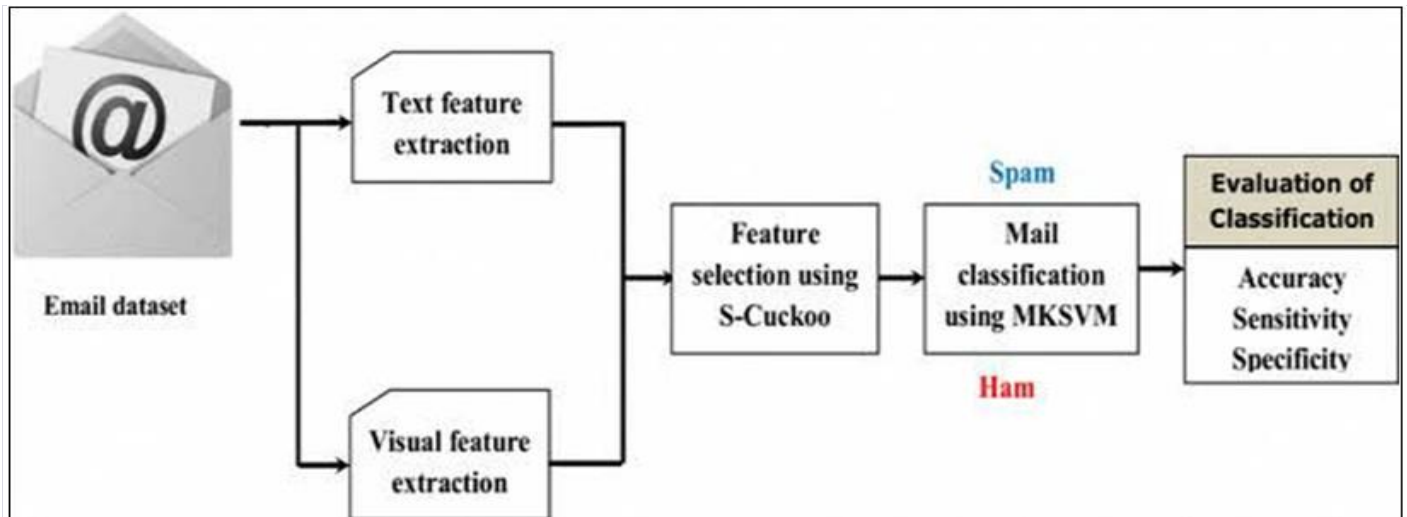 @
Email dataset
Text feature
extraction
Visual feature
extraction
Feature
selection using
S-Cuckoo
Spam
Mail
classification
using MKSVM
Ham
Evaluation of
Classification
Accuracy
Sensitivity
Specificity